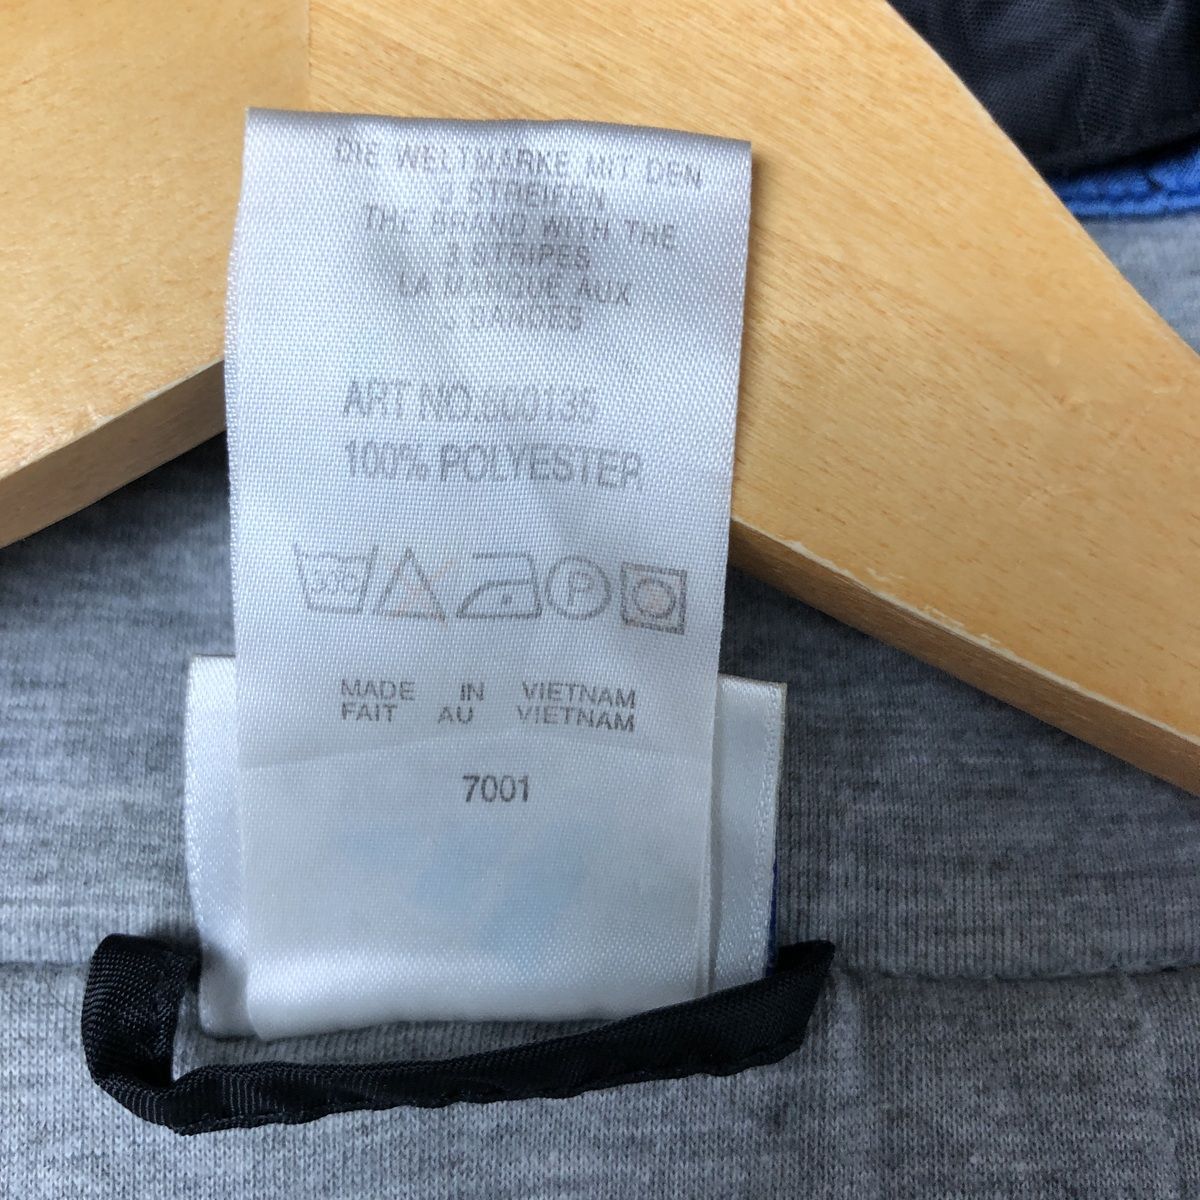 DIE WELTMARKE MIT DEN
3 STREIFEN
THE BRAND WITH THE
3 STRIPES
LA MARQUE AUX
3 BANDES
ART NO.
100% POLYESTER
P
MADE IN VIETNAM
FAIT AU VIETNAM
7001